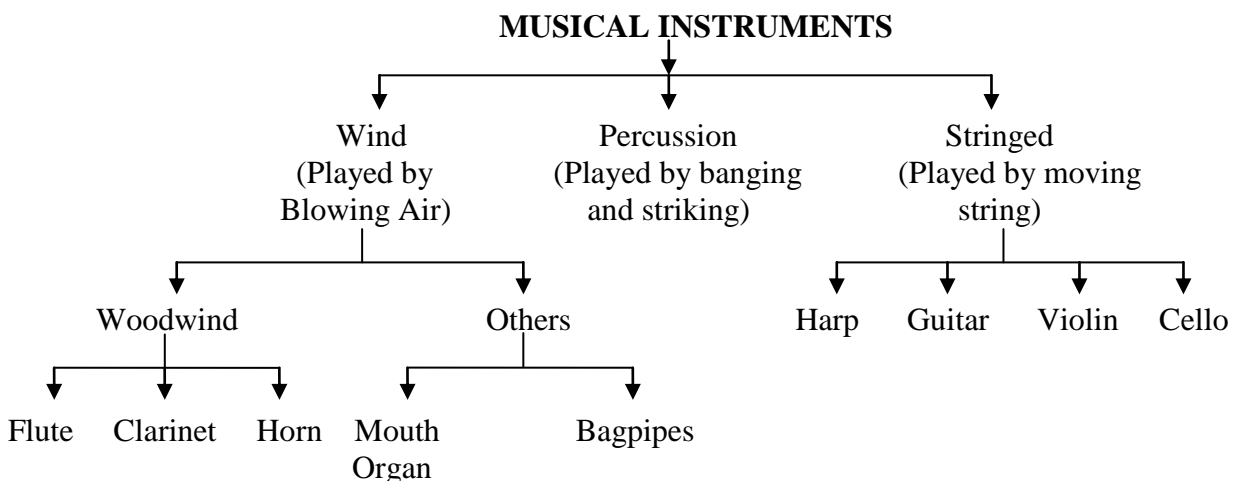 MUSICAL INSTRUMENTS
Wind Percussion Stringed
(Played by (Played by banging (Played by moving
Blowing Air) and striking) string)
Woodwind Others Harp Guitar Violin Cello
Flute Clarinet Horn Mouth Bagpipes
Organ